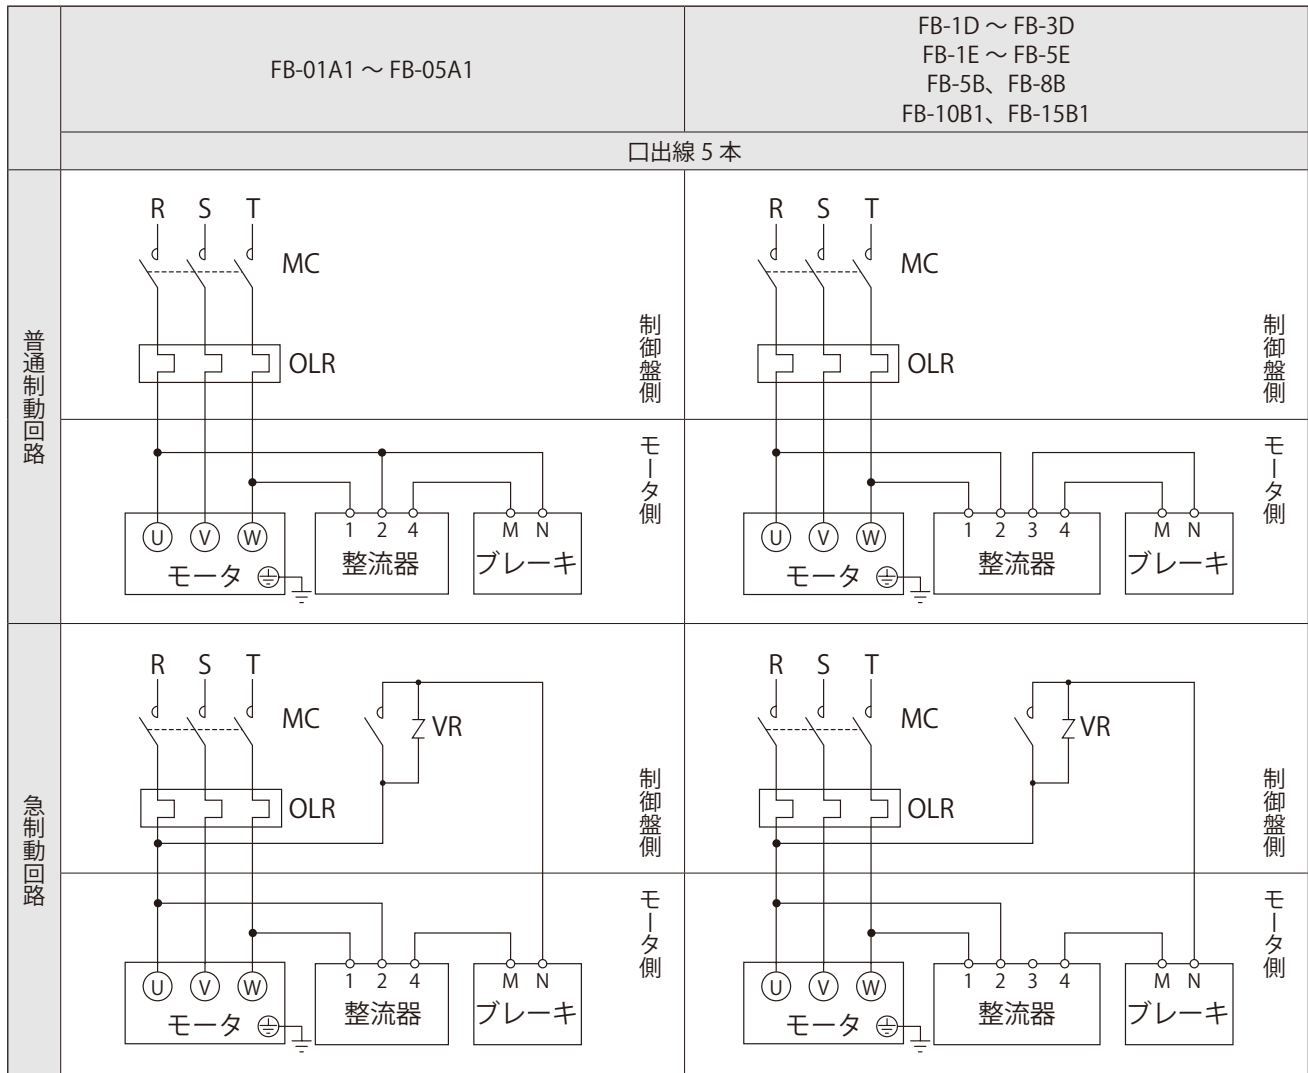 FB-01A1 ～ FB-05A1
FB-1D ～ FB-3D
FB-1E ～ FB-5E
FB-5B、FB-8B
FB-10B1、FB-15B1
口出線 5 本
普通制動回路
R S T
MC
OLR
制御盤側
モータ側
U V W
モータ
1 2 4
整流器
M N
ブレーキ
R S T
MC
OLR
制御盤側
モータ側
U V W
モータ
1 2 3 4
整流器
M N
ブレーキ
急制動回路
R S T
MC
VR
OLR
制御盤側
モータ側
U V W
モータ
1 2 4
整流器
M N
ブレーキ
R S T
MC
VR
OLR
制御盤側
モータ側
U V W
モータ
1 2 3 4
整流器
M N
ブレーキ